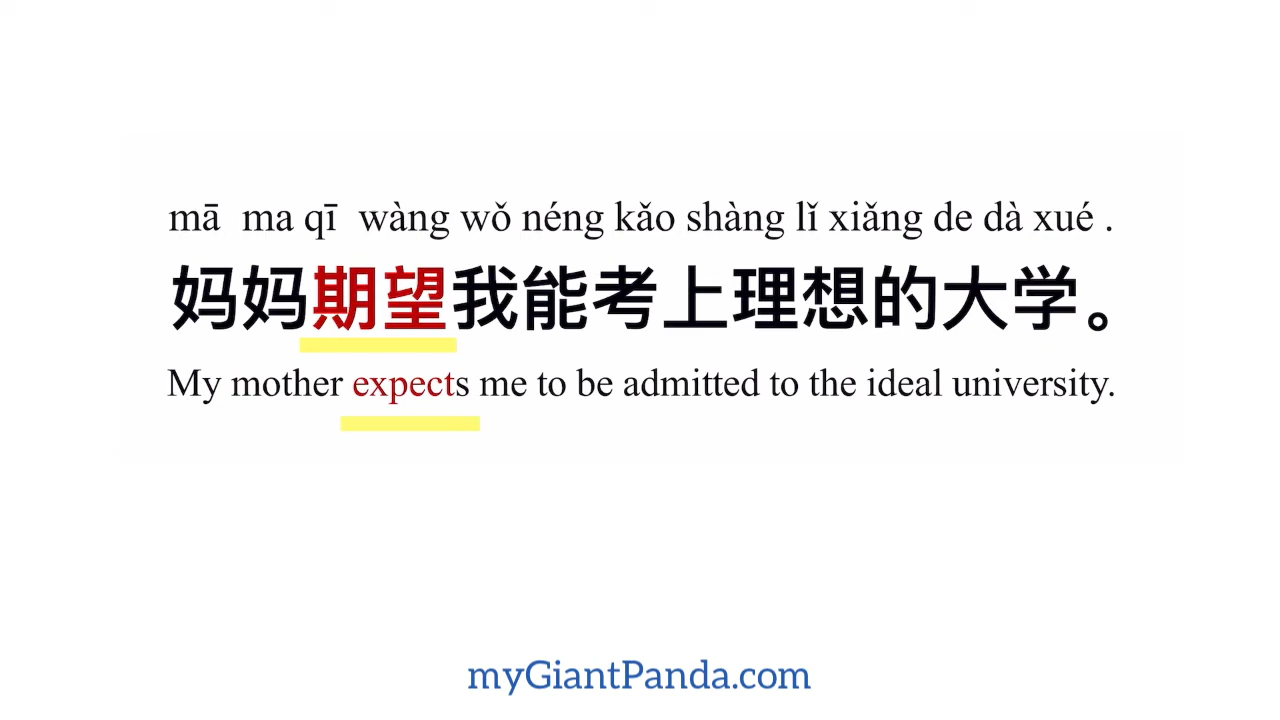 mā ma qī wàng wǒ néng kǎo shàng lǐ xiǎng de dà xué .
妈妈期望我能考上理想的大学。
My mother expects me to be admitted to the ideal university.
myGiantPanda.com